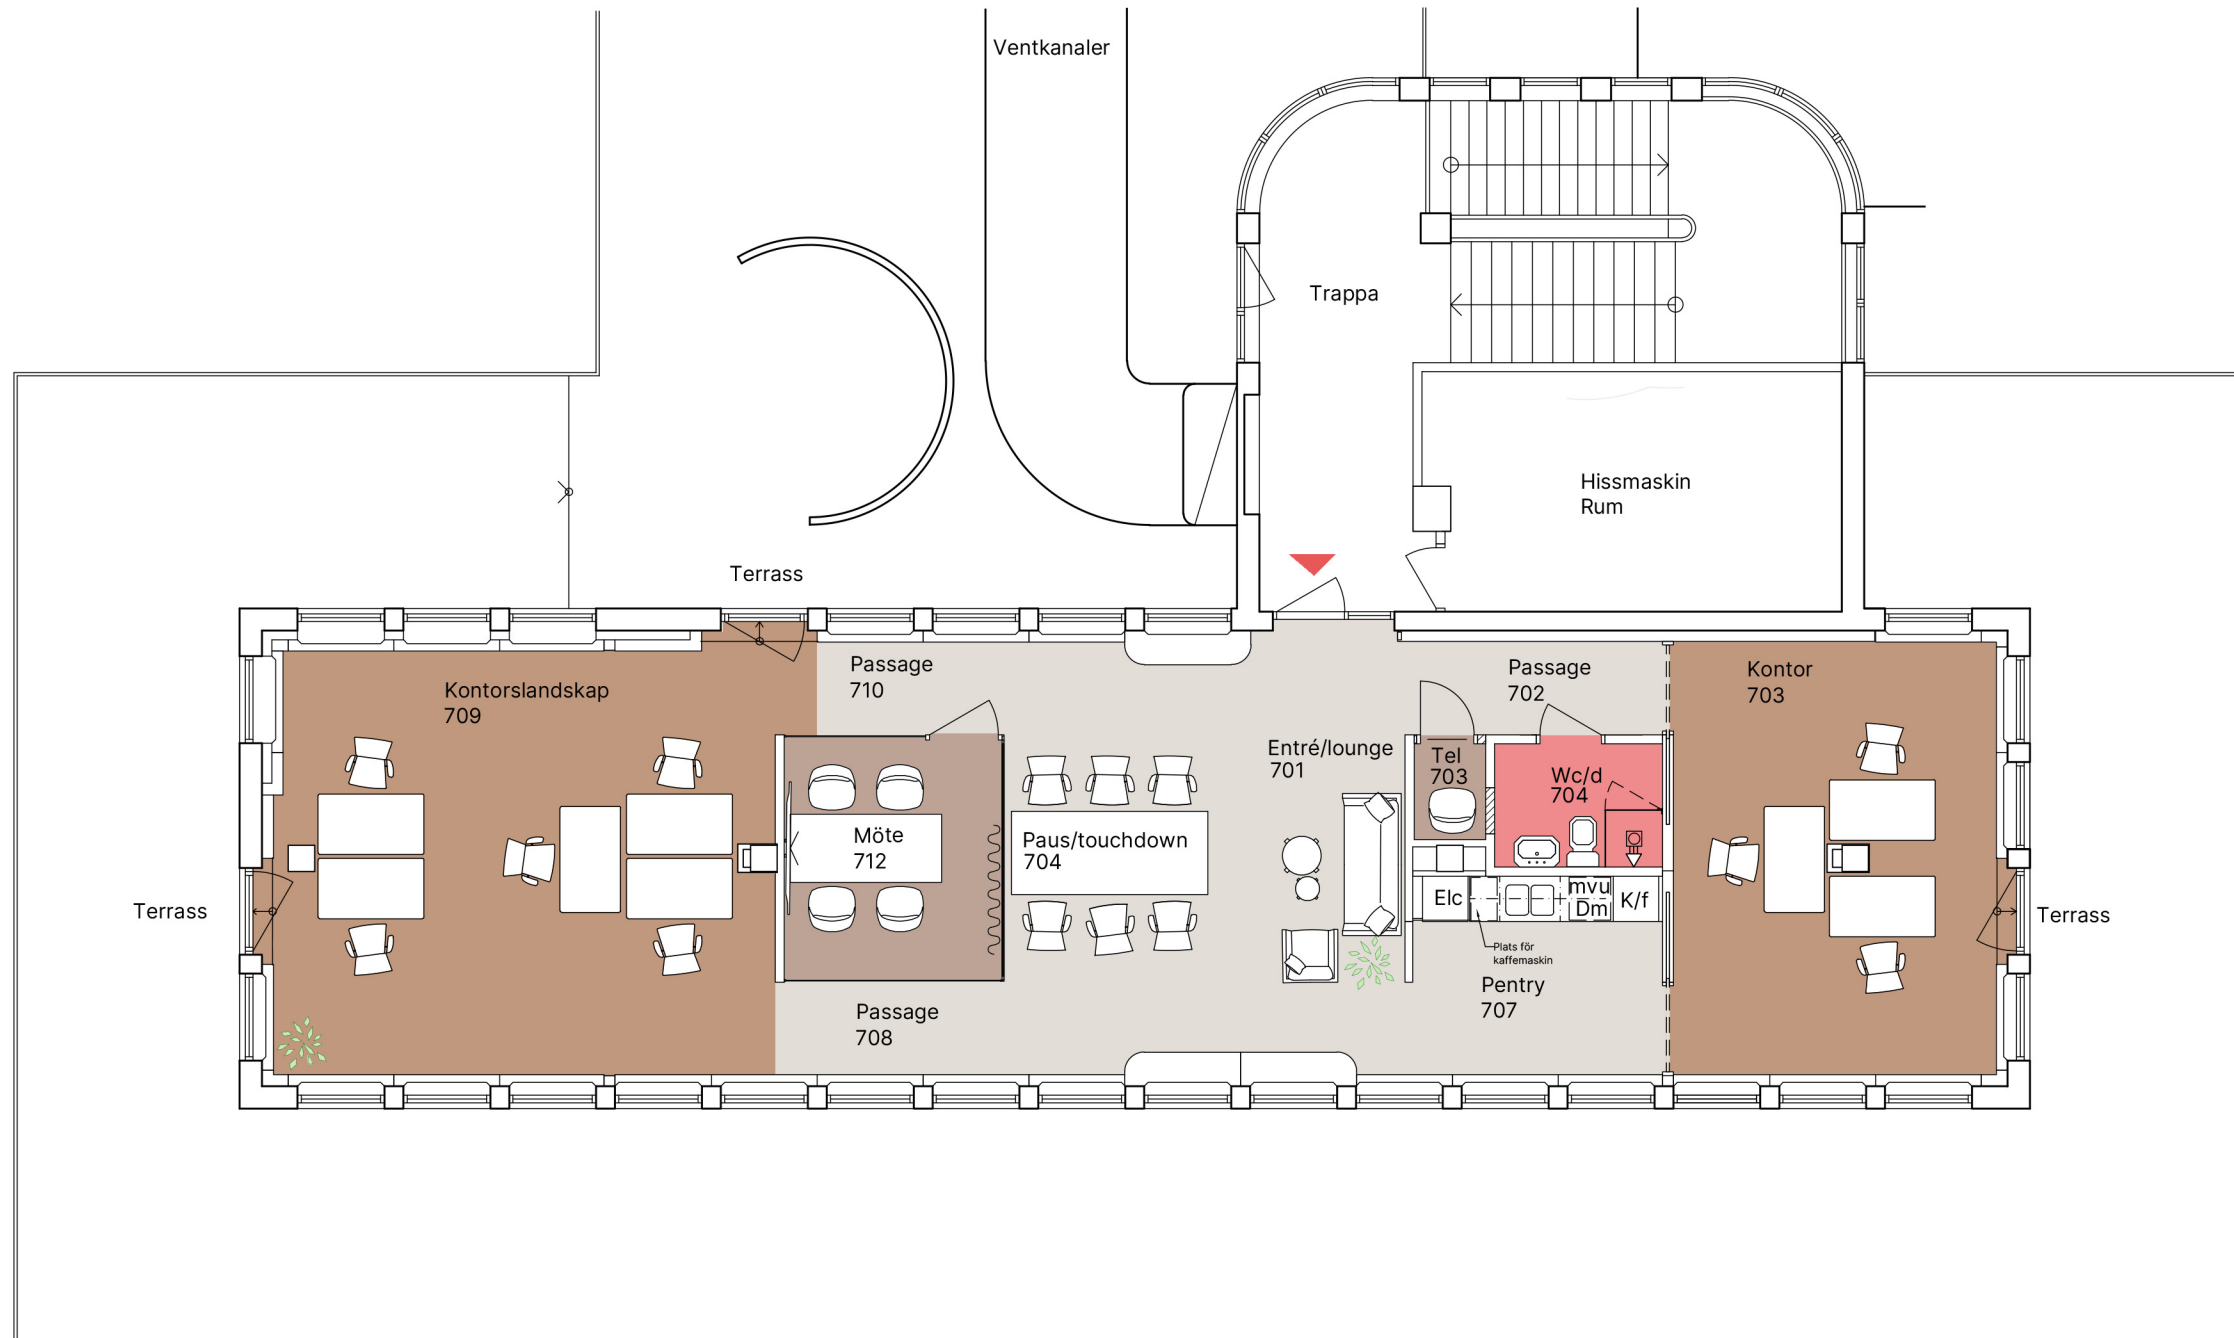 Ventkanaler
Trappa
Hissmaskin
Rum
Terrass
Kontorslandskap
709
Passage
710
Passage
702
Kontor
703
Entré/lounge
701
Tel
703
Wc/d
704
Möte
712
Paus/touchdown
704
Elc
mvu
Dm
K/f
Terrass
Terrass
Plats för
kaffemaskin
Pentry
707
Passage
708